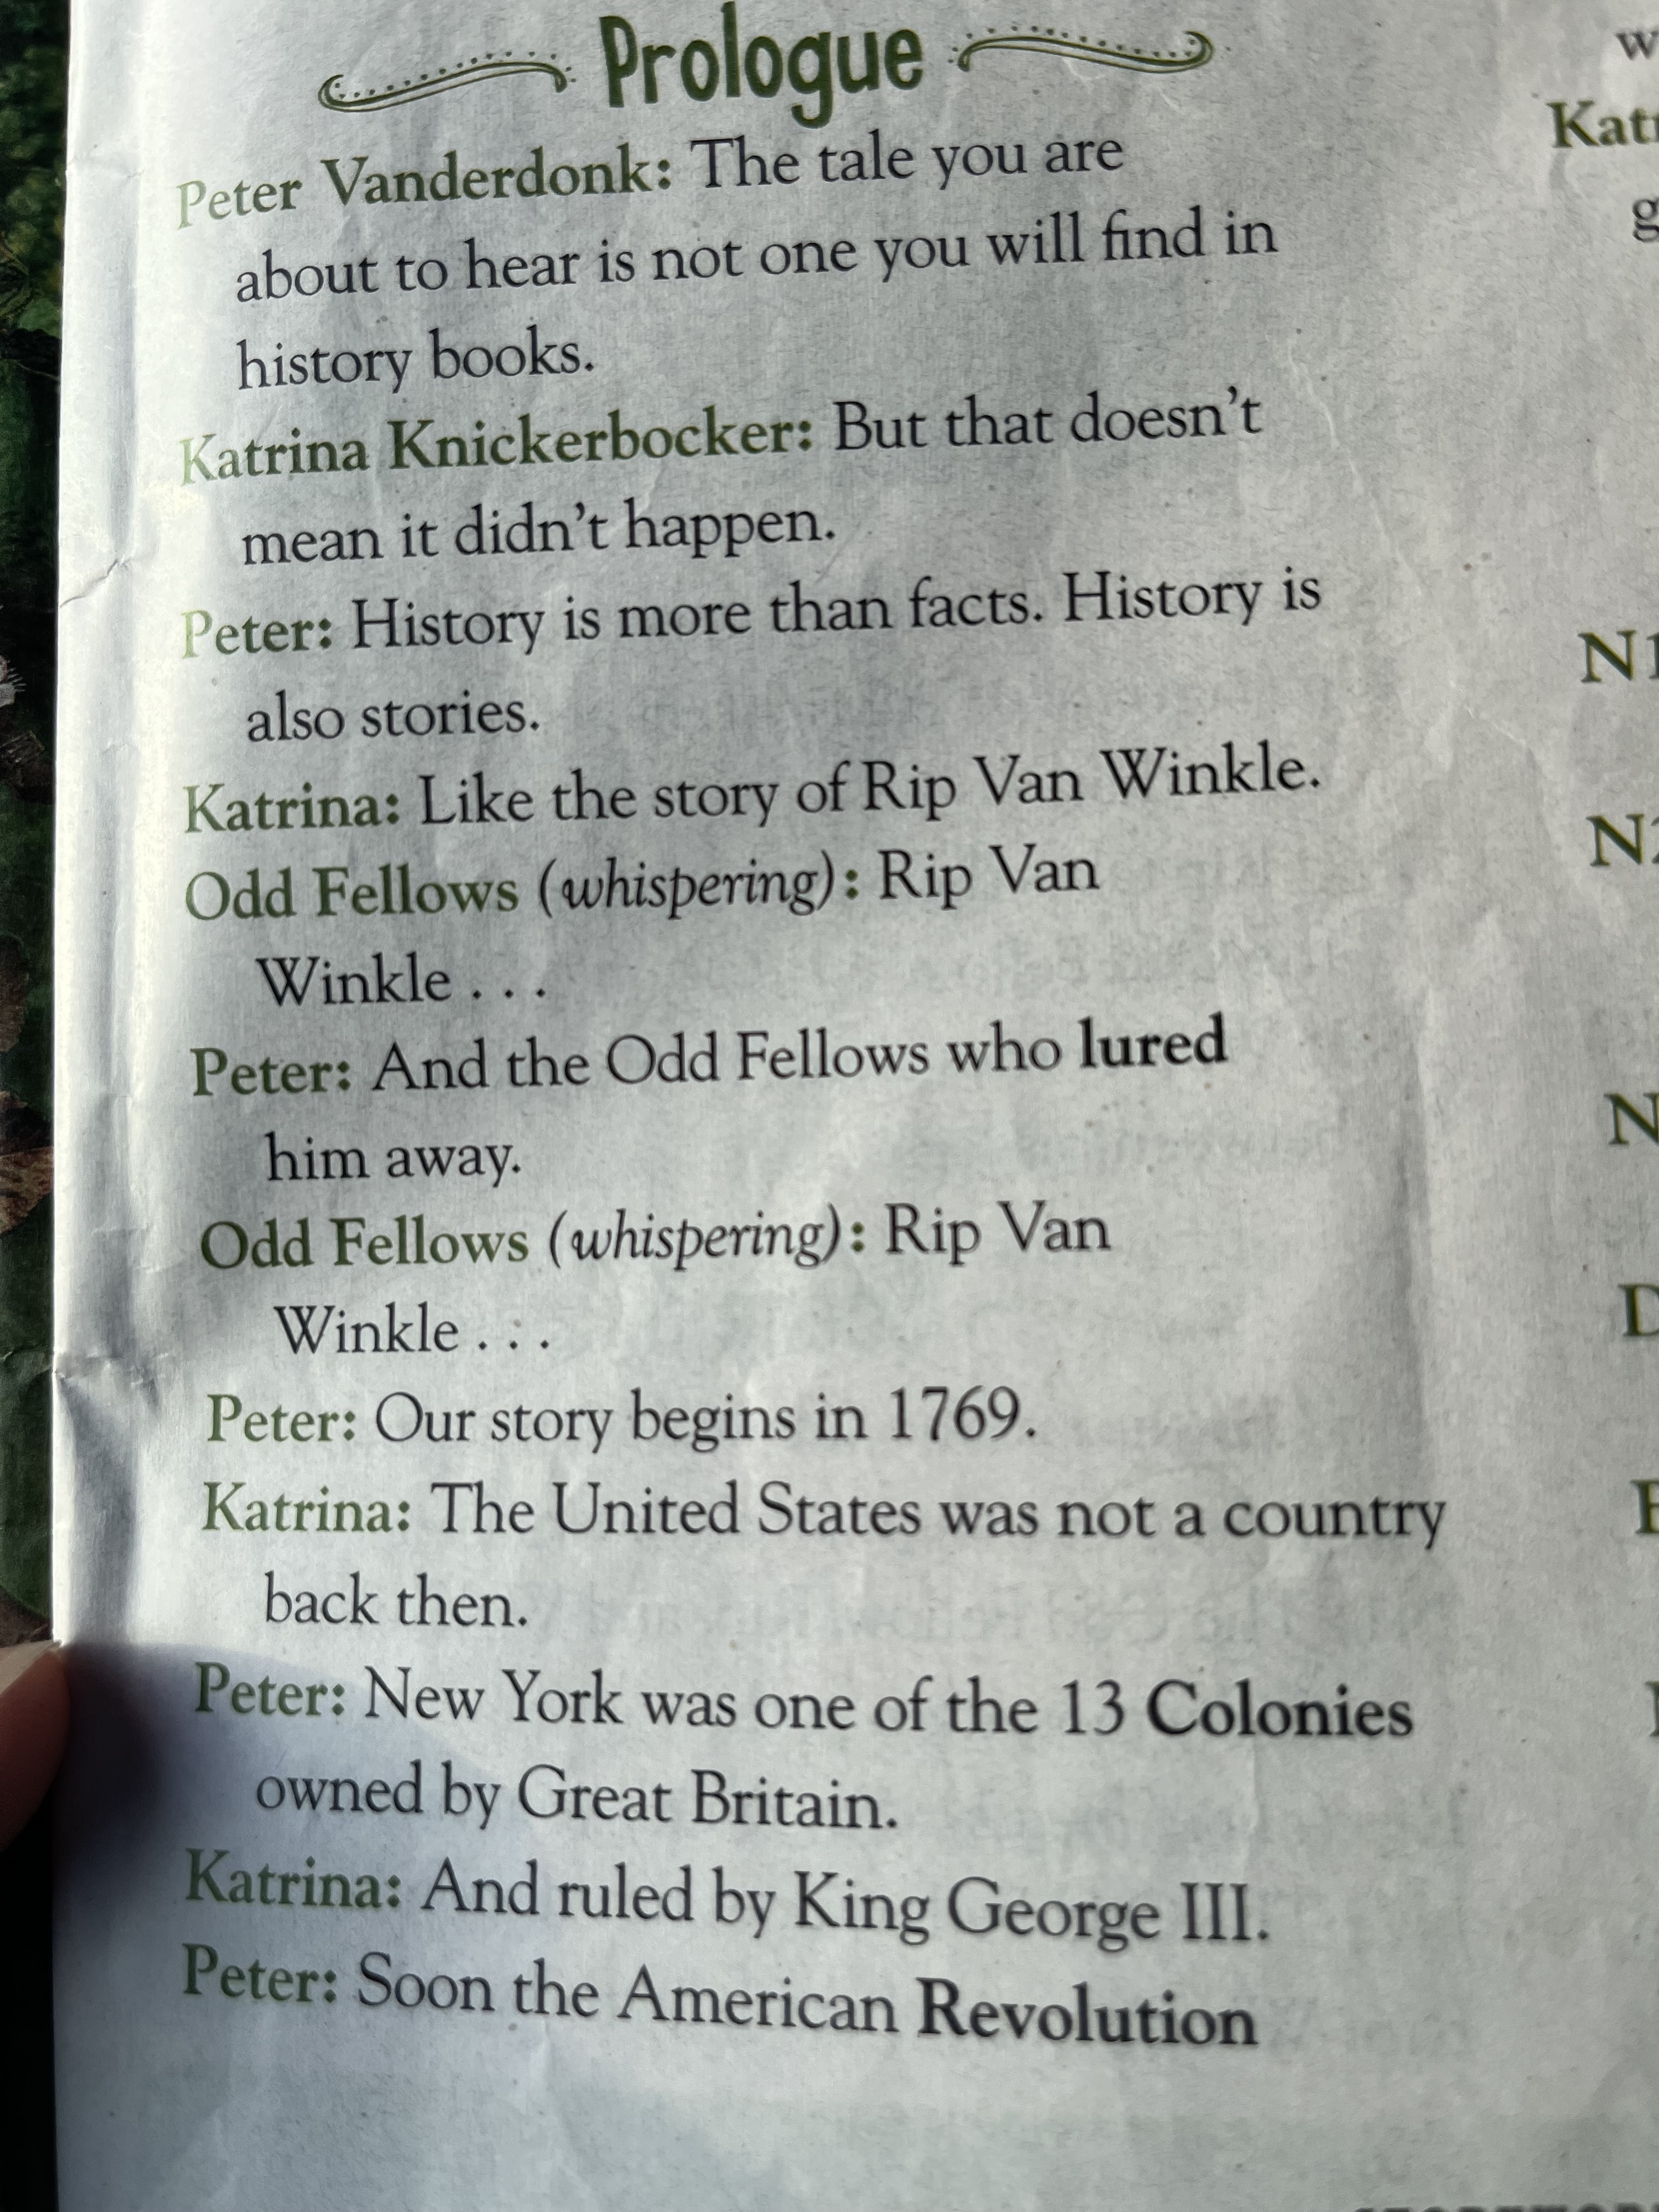 Prologue
Peter Vanderdonk: The tale you are
about to hear is not one you will find in
history books.
Katrina Knickerbocker: But that doesn't
mean it didn't happen.
Peter: History is more than facts. History is
also stories.
Katrina: Like the story of Rip Van Winkle.
Odd Fellows (whispering): Rip Van
Winkle . . .
Peter: And the Odd Fellows who lured
him away.
Odd Fellows (whispering): Rip Van
Winkle . . .
Peter: Our story begins in 1769.
Katrina: The United States was not a country
back then.
Peter: New York was one of the 13 Colonies
owned by Great Britain.
Katrina: And ruled by King George III.
Peter: Soon the American Revolution